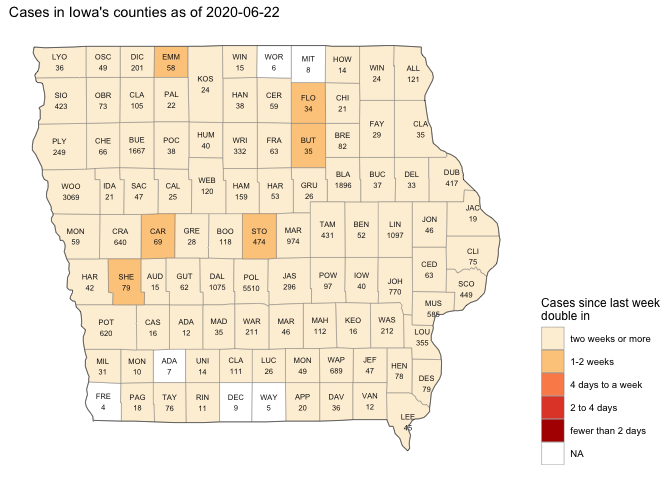 Cases in Iowa's counties as of 2020-06-22
LYO OSC DIC EMM WIN WOR MIT HOW WIN ALL
36 49 201 58 15 6 8 14 24 121
KOS
24
SIO OBR CLA PAL HAN CER FLO CHI
423 73 105 22 38 59 34 21
FAY CLA
29 35
PLY CHE BUE POC HUM WRI FRA BUT BRE
249 66 1667 38 40 332 63 35 82
WOO IDA SAC CAL WEB HAM HAR GRU BLA BUC DEL DUB
3069 21 47 25 120 159 53 26 1896 37 33 417
JAC
19
MON CRA CAR GRE BOO STO MAR TAM BEN LIN JON
59 640 69 28 118 474 974 431 52 1097 46
CLI
75
HAR SHE AUD GUT DAL POL JAS POW IOW JOH CED SCO
42 79 15 62 1075 5510 296 97 40 770 63 449
MUS
585
POT CAS ADA MAD WAR MAR MAH KEO WAS LOU
620 16 12 35 211 46 112 16 212 355
MIL MON ADA UNI CLA LUC MON WAP JEF HEN DES
31 10 7 14 111 26 49 689 47 78 79
FRE PAG TAY RIN DEC WAY APP DAV VAN LEE
4 18 76 11 9 5 20 36 12 45
Cases since last week
double in
two weeks or more
1-2 weeks
4 days to a week
2 to 4 days
fewer than 2 days
NA